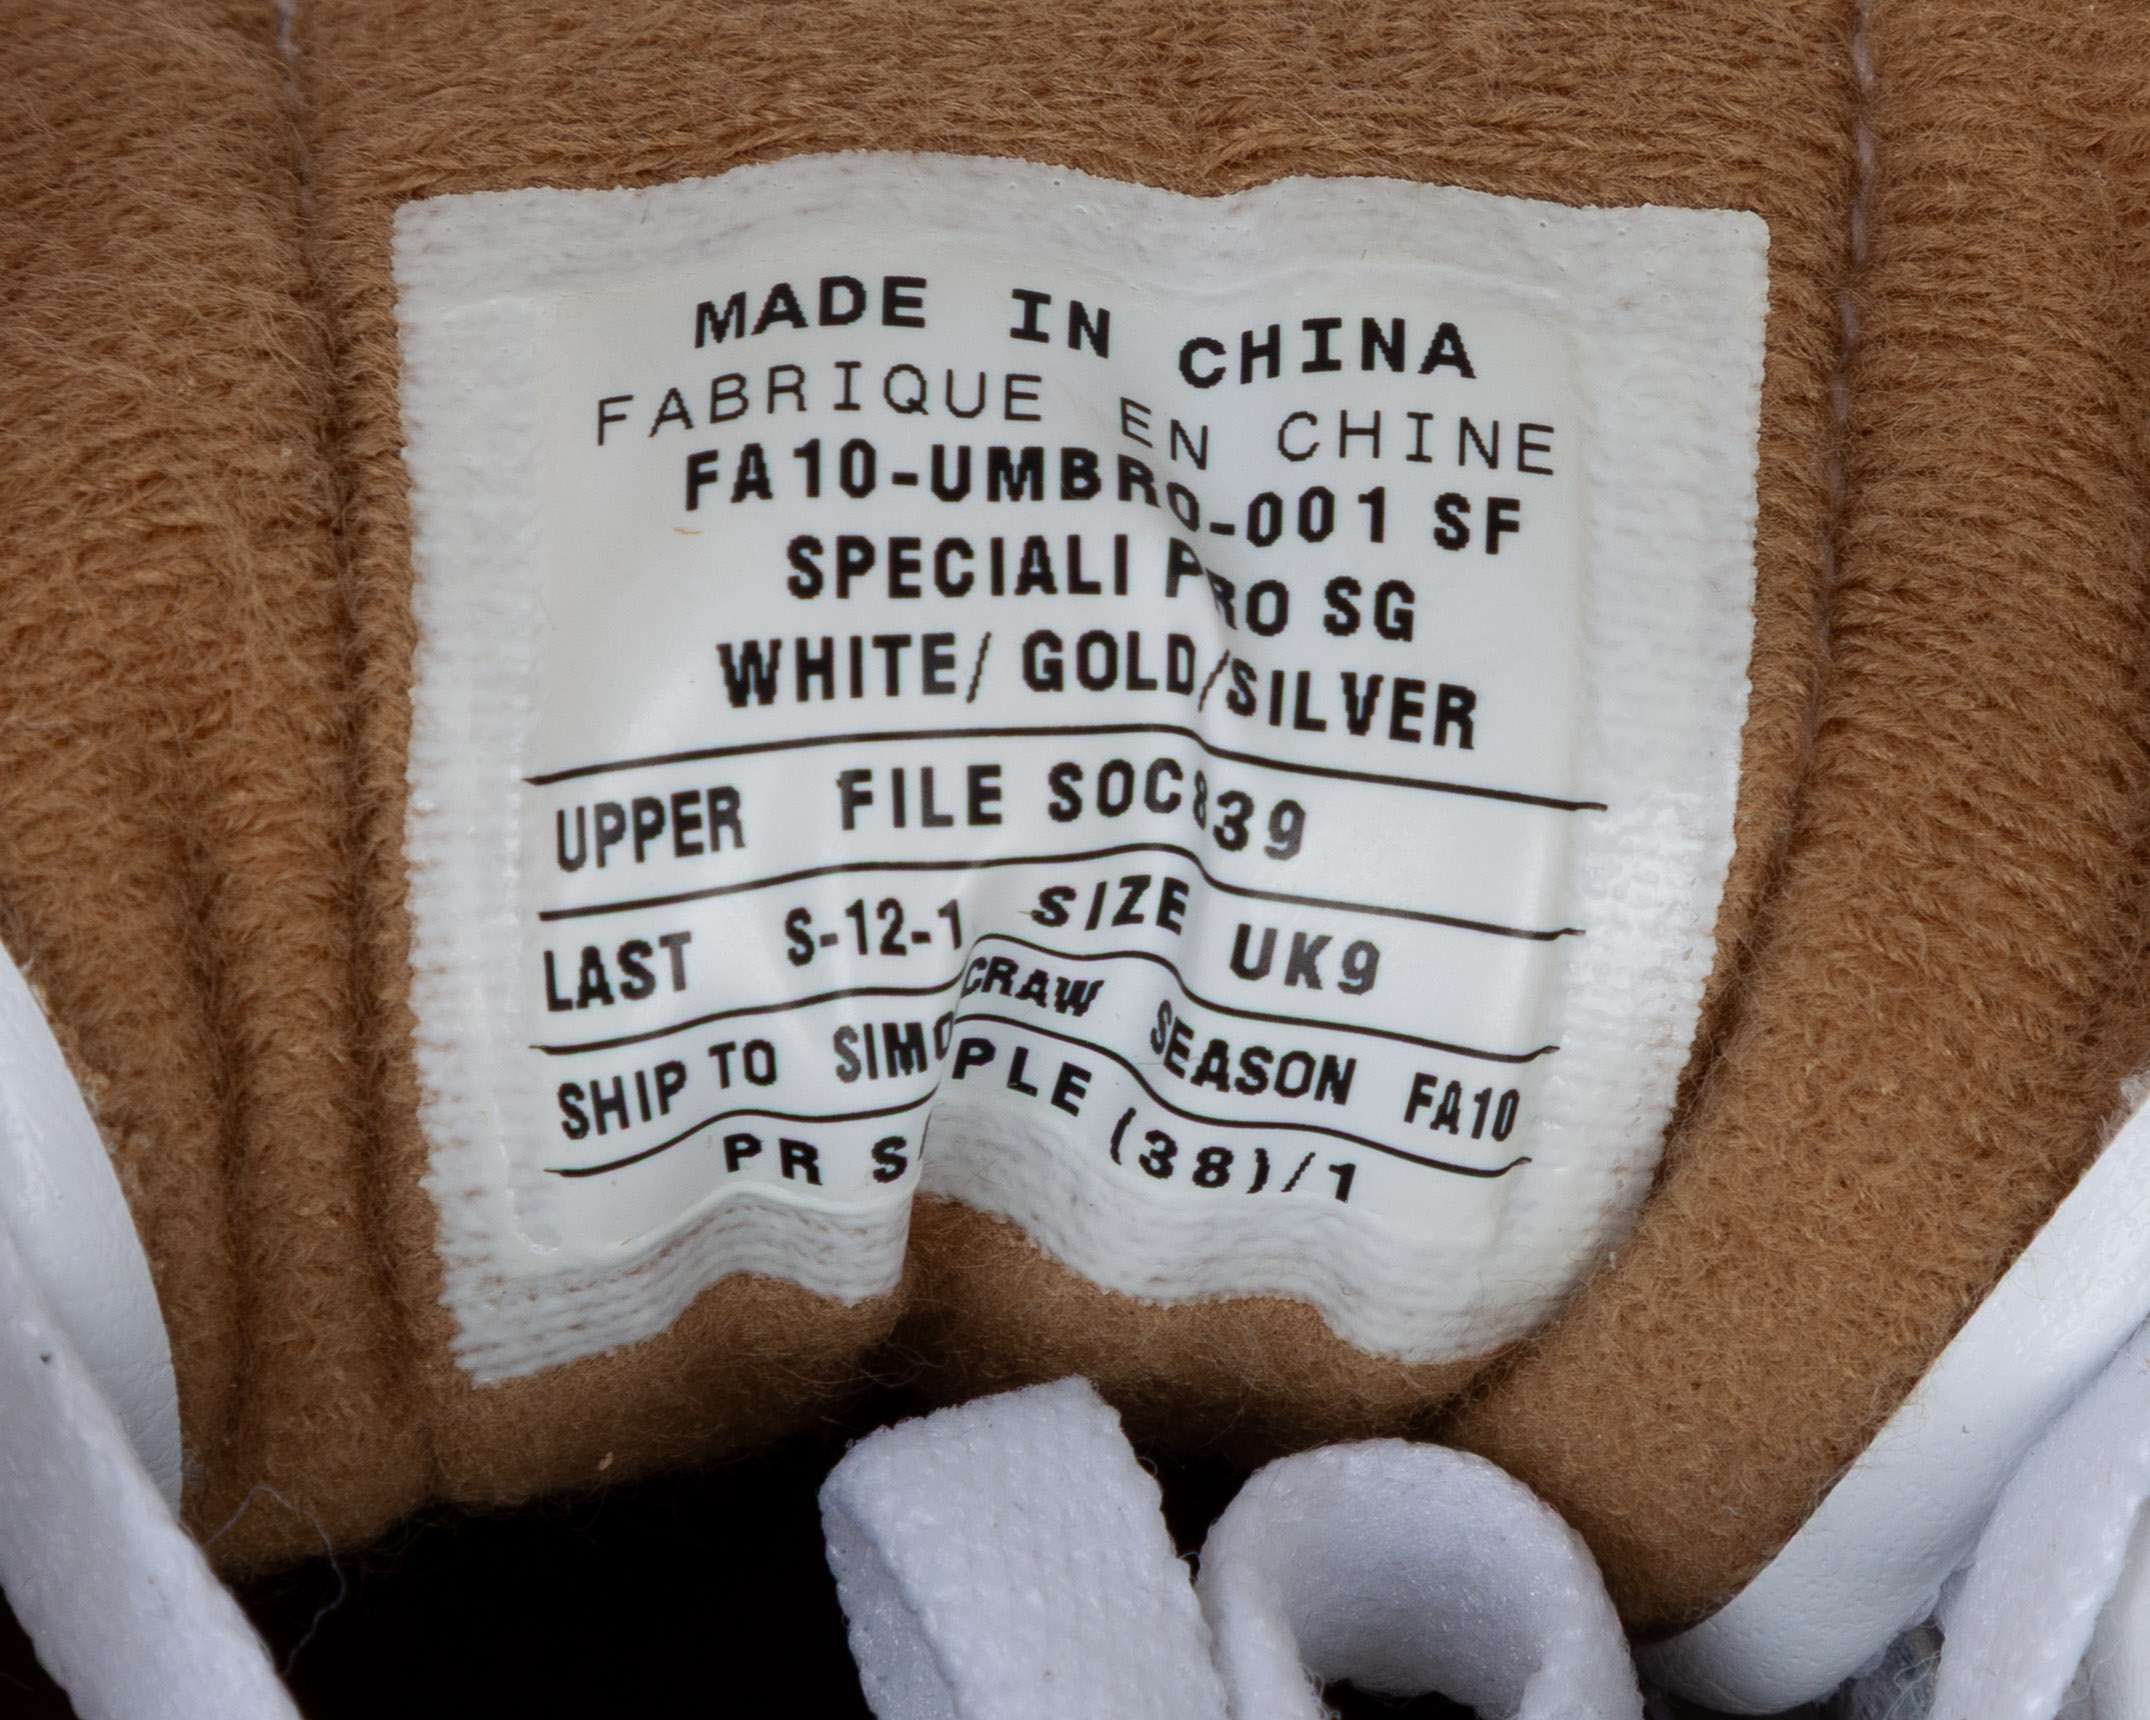 MADE IN CHINA
FABRIQUE EN CHINE
FA10-UMBRO-001 SF
SPECIALI PRO SG
WHITE/ GOLD/SILVER
UPPER FILE SOC839
LAST S-12-1 SIZE UK9
SHIP TO CRAW SEASON FA10
PR (38)/1